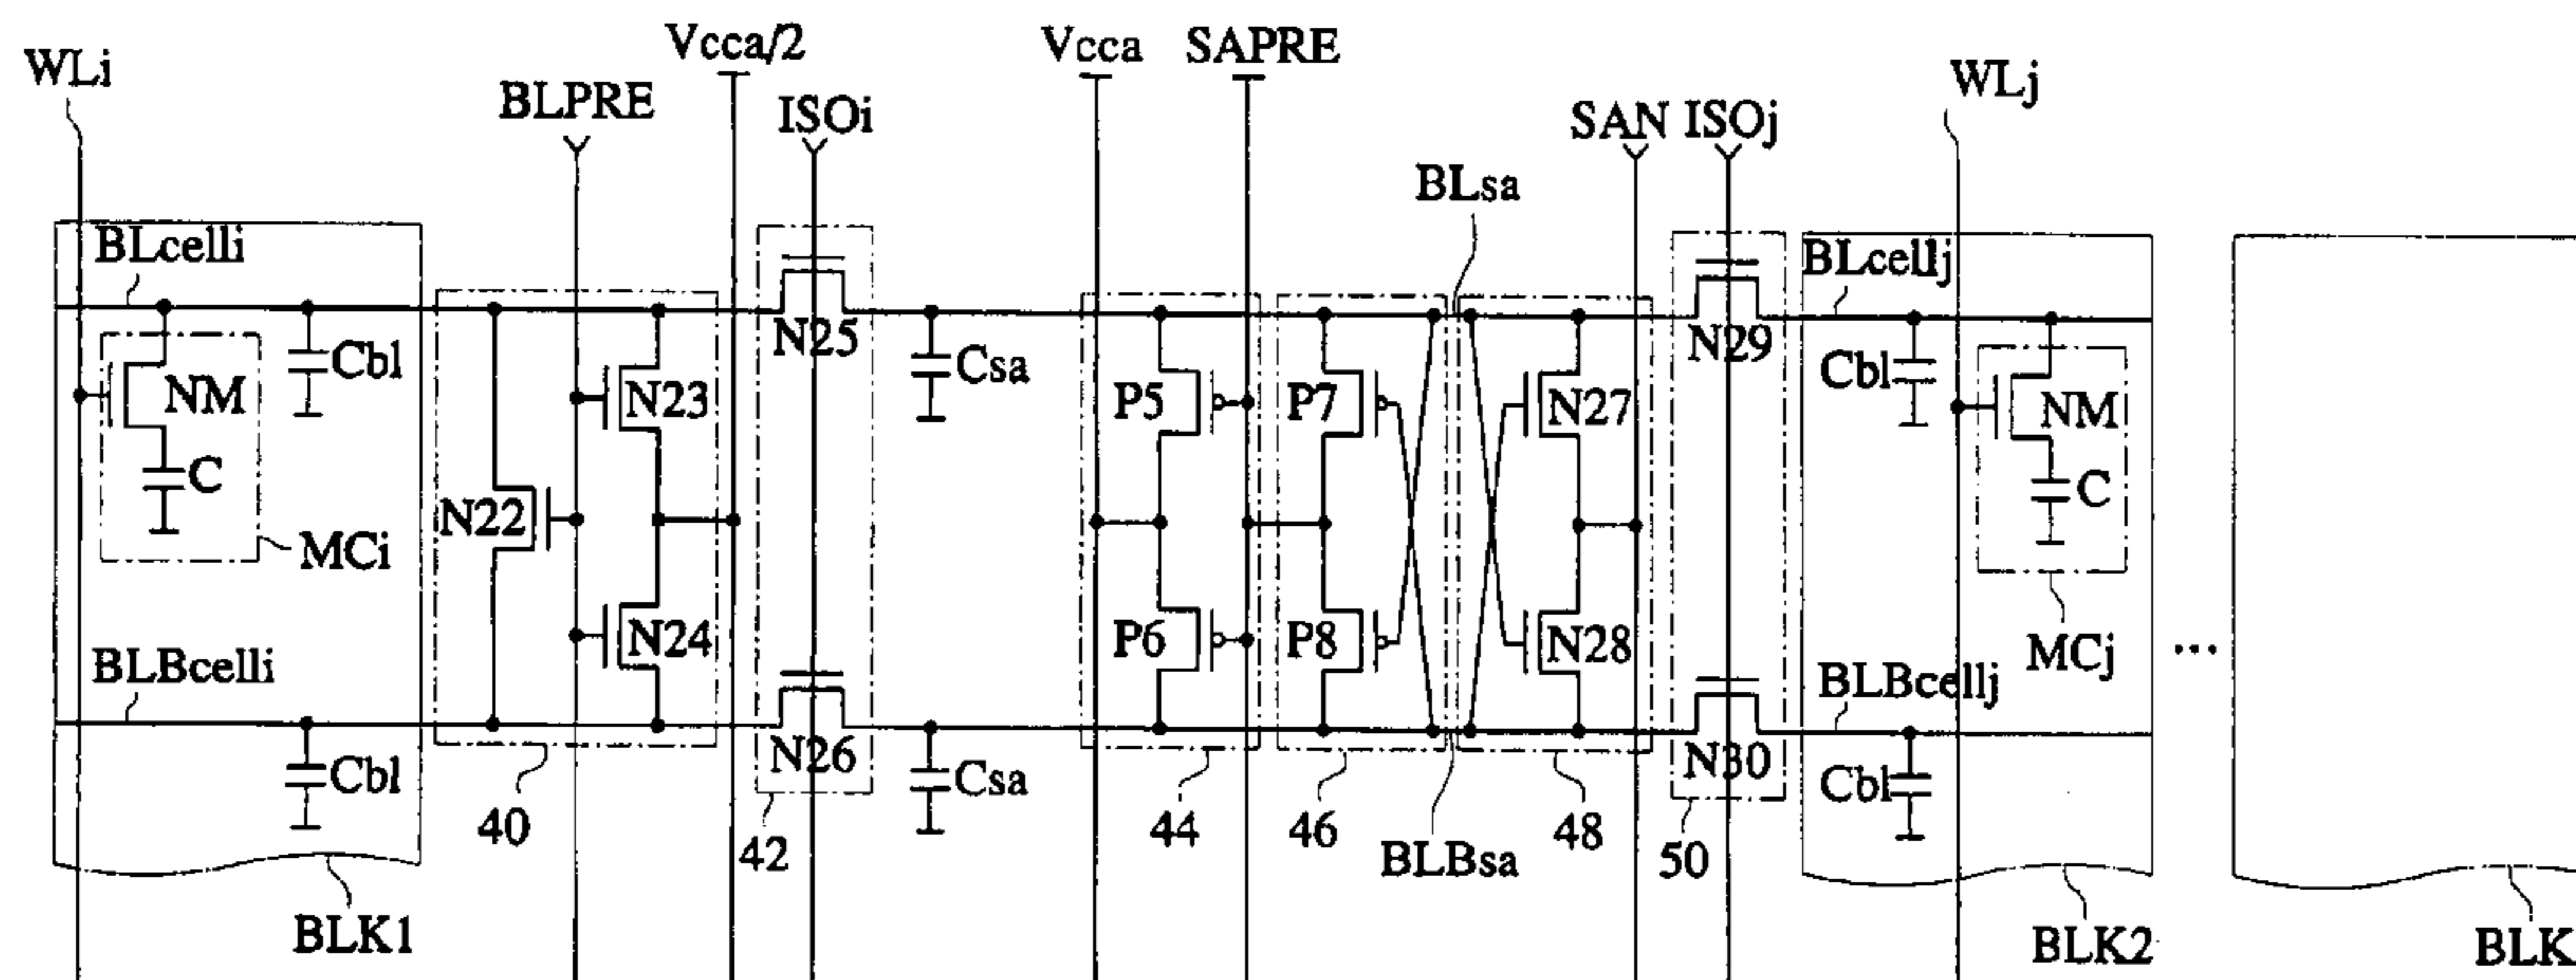 WLi
BLPRE
Vcca/2
ISOi
Vcca
SAPRE
BLsa
SAN
ISOj
WLj
BLcelli
BLcellj
N25
N29
Cbl
Csa
Cbl
NM
C
MCi
N23
N22
N24
P5
P7
N27
P6
P8
N28
NM
C
MCj
...
BLBcelli
BLBcellj
N26
N30
Cbl
Csa
Cbl
40
42
44
46
BLBsa
48
50
BLK1
BLK2
BLK